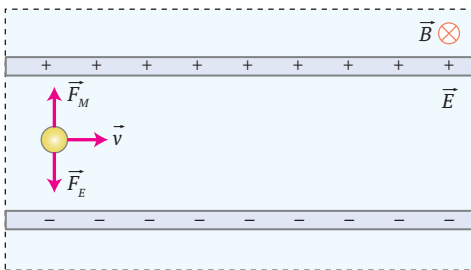 B
+ + + + + + + + +
F_M
E
v
F_E
− − − − − − − − −